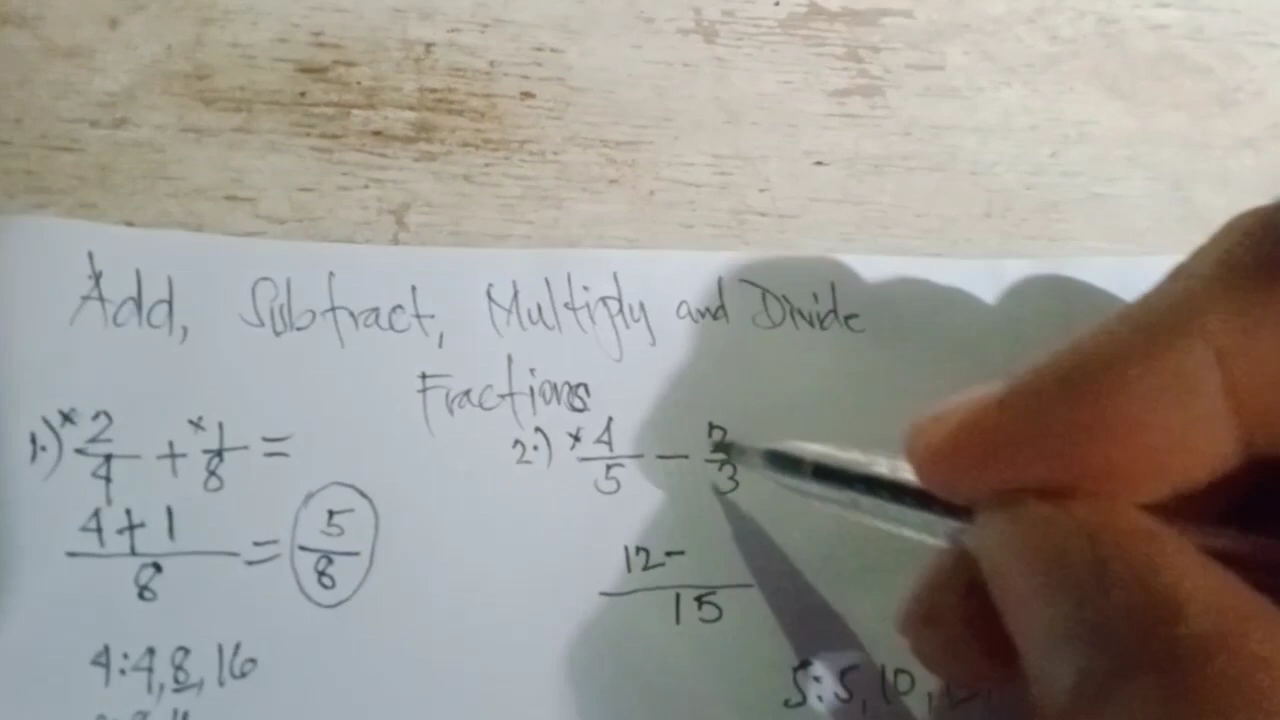 Add, Subtract, Multiply and Divide
Fractions
1.) × 2/4 + × 1/8 =
4+1/8 = 5/8
4:4,8,16
2.) × 4/5 - 2/3
12-/15
5:5,10,